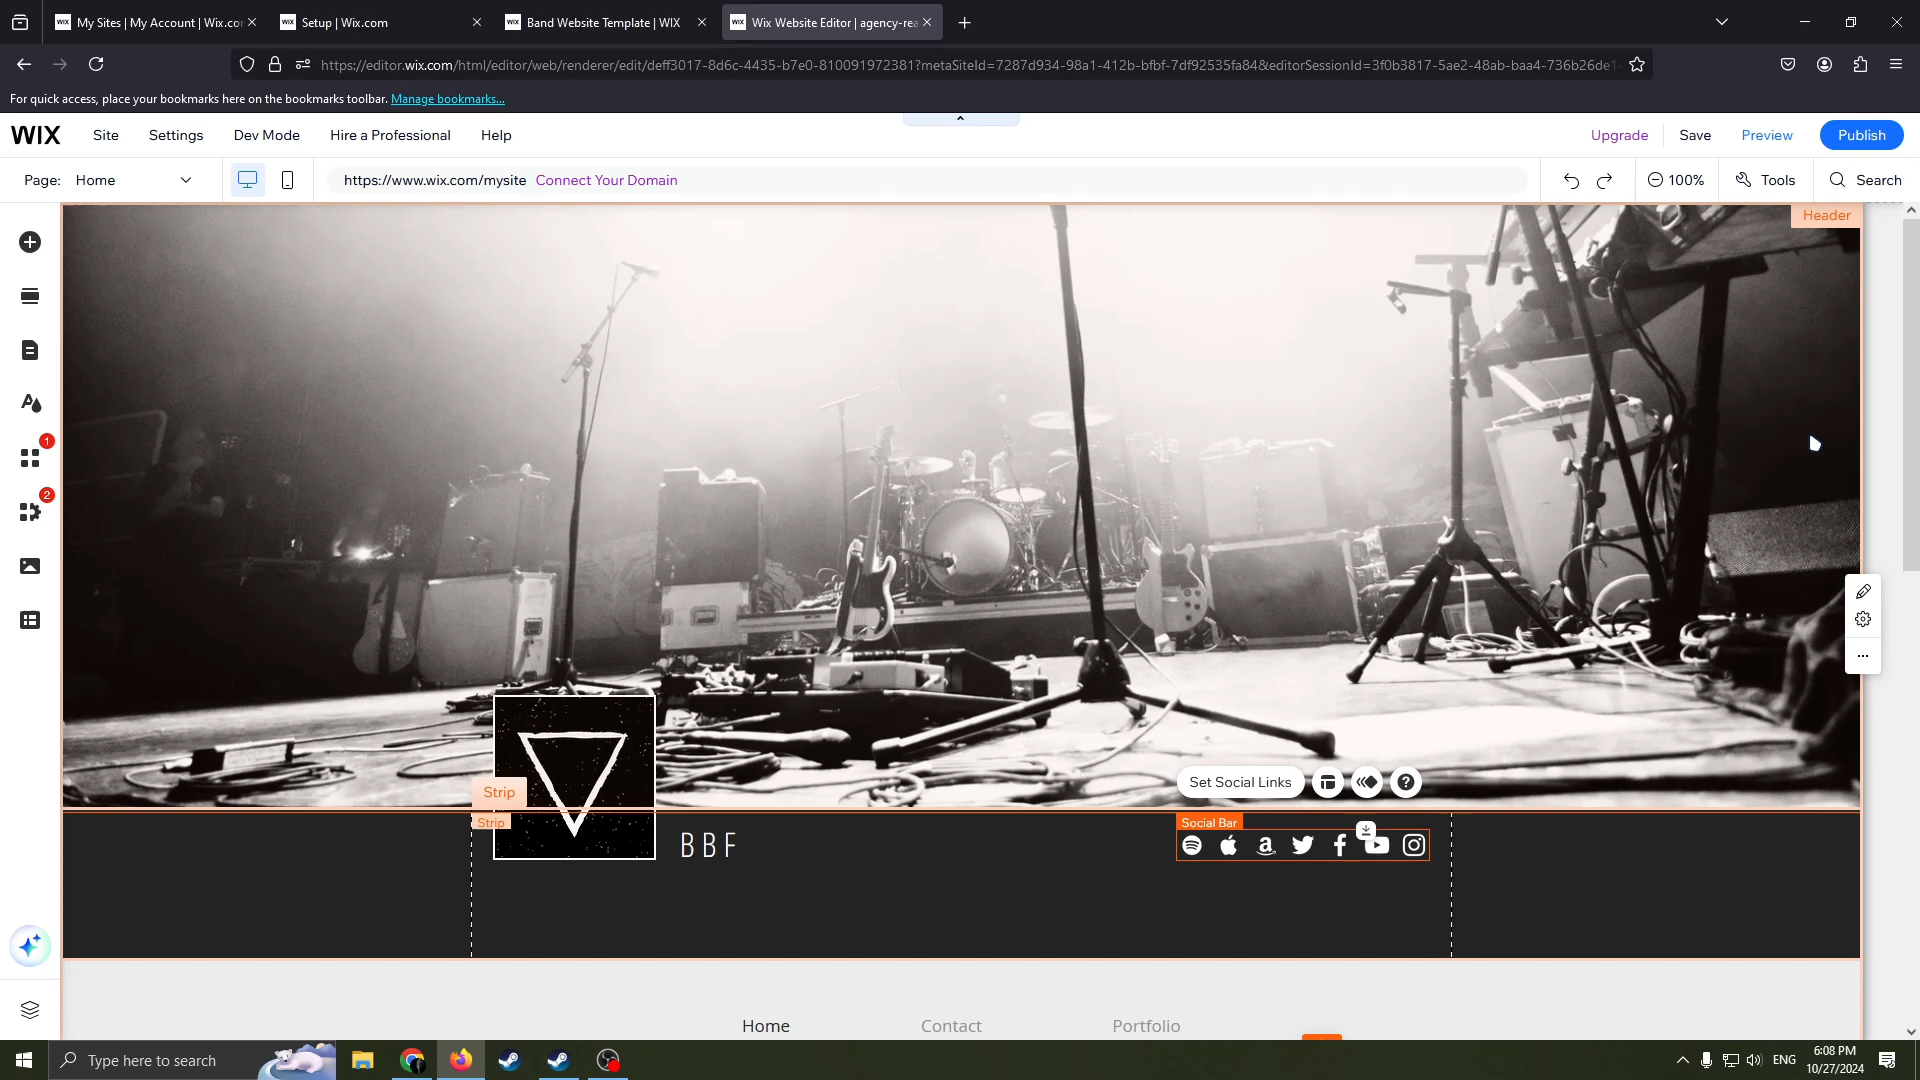 My Sites | My Account | Wix.cor
Setup | Wix.com
Band Website Template | WIX
Wix Website Editor | agency-rea
https://editor.wix.com/html/editor/web/renderer/edit/deff3017-8d6c-4435-b7e0-810091972381?metaSiteId=7287d934-98a1-412b-bfbf-7df92535fa84&editorSessionId=3f0b3817-5ae2-48ab-baa4-736b26de1
For quick access, place your bookmarks here on the bookmarks toolbar. Manage bookmarks...
WIX
Site
Settings
Dev Mode
Hire a Professional
Help
Upgrade
Save
Preview
Publish
Page: Home
https://www.wix.com/mysite Connect Your Domain
100%
Tools
Search
Header
1
2
Strip
Set Social Links
Strip
Social Bar
BBF
Home
Contact
Portfolio
Type here to search
ENG
6:08 PM
10/27/2024